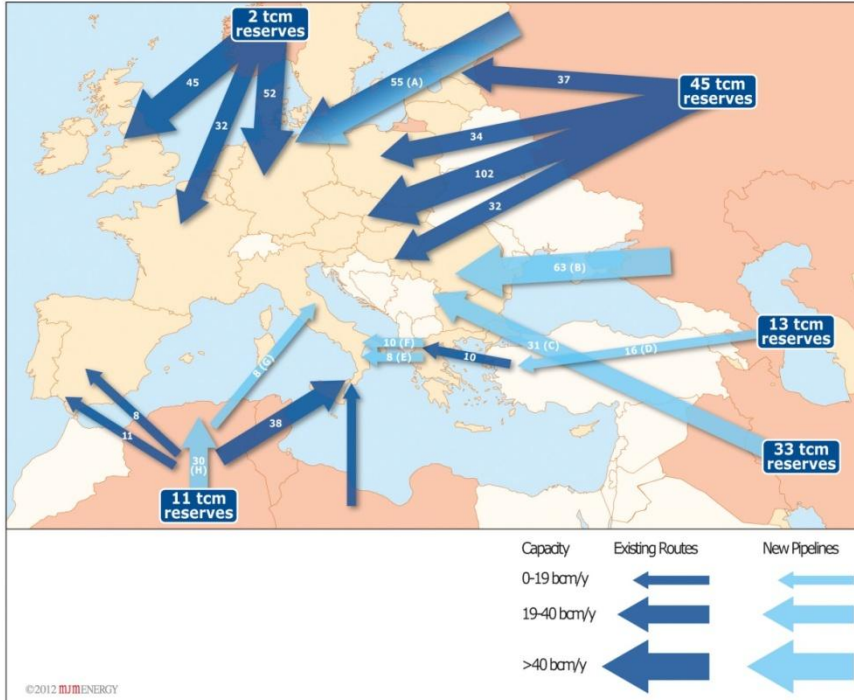 2 tcm
reserves
45
32
52
55 (A)
37
45 tcm
reserves
34
102
32
63 (B)
13 tcm
reserves
31 (C)
16 (D)
10 (F)
8 (E)
10
8 (G)
8
11
38
30
(H)
33 tcm
reserves
11 tcm
reserves
Capacity Existing Routes New Pipelines
0-19 bcm/y
19-40 bcm/y
>40 bcm/y
©2012 MJMENERGY